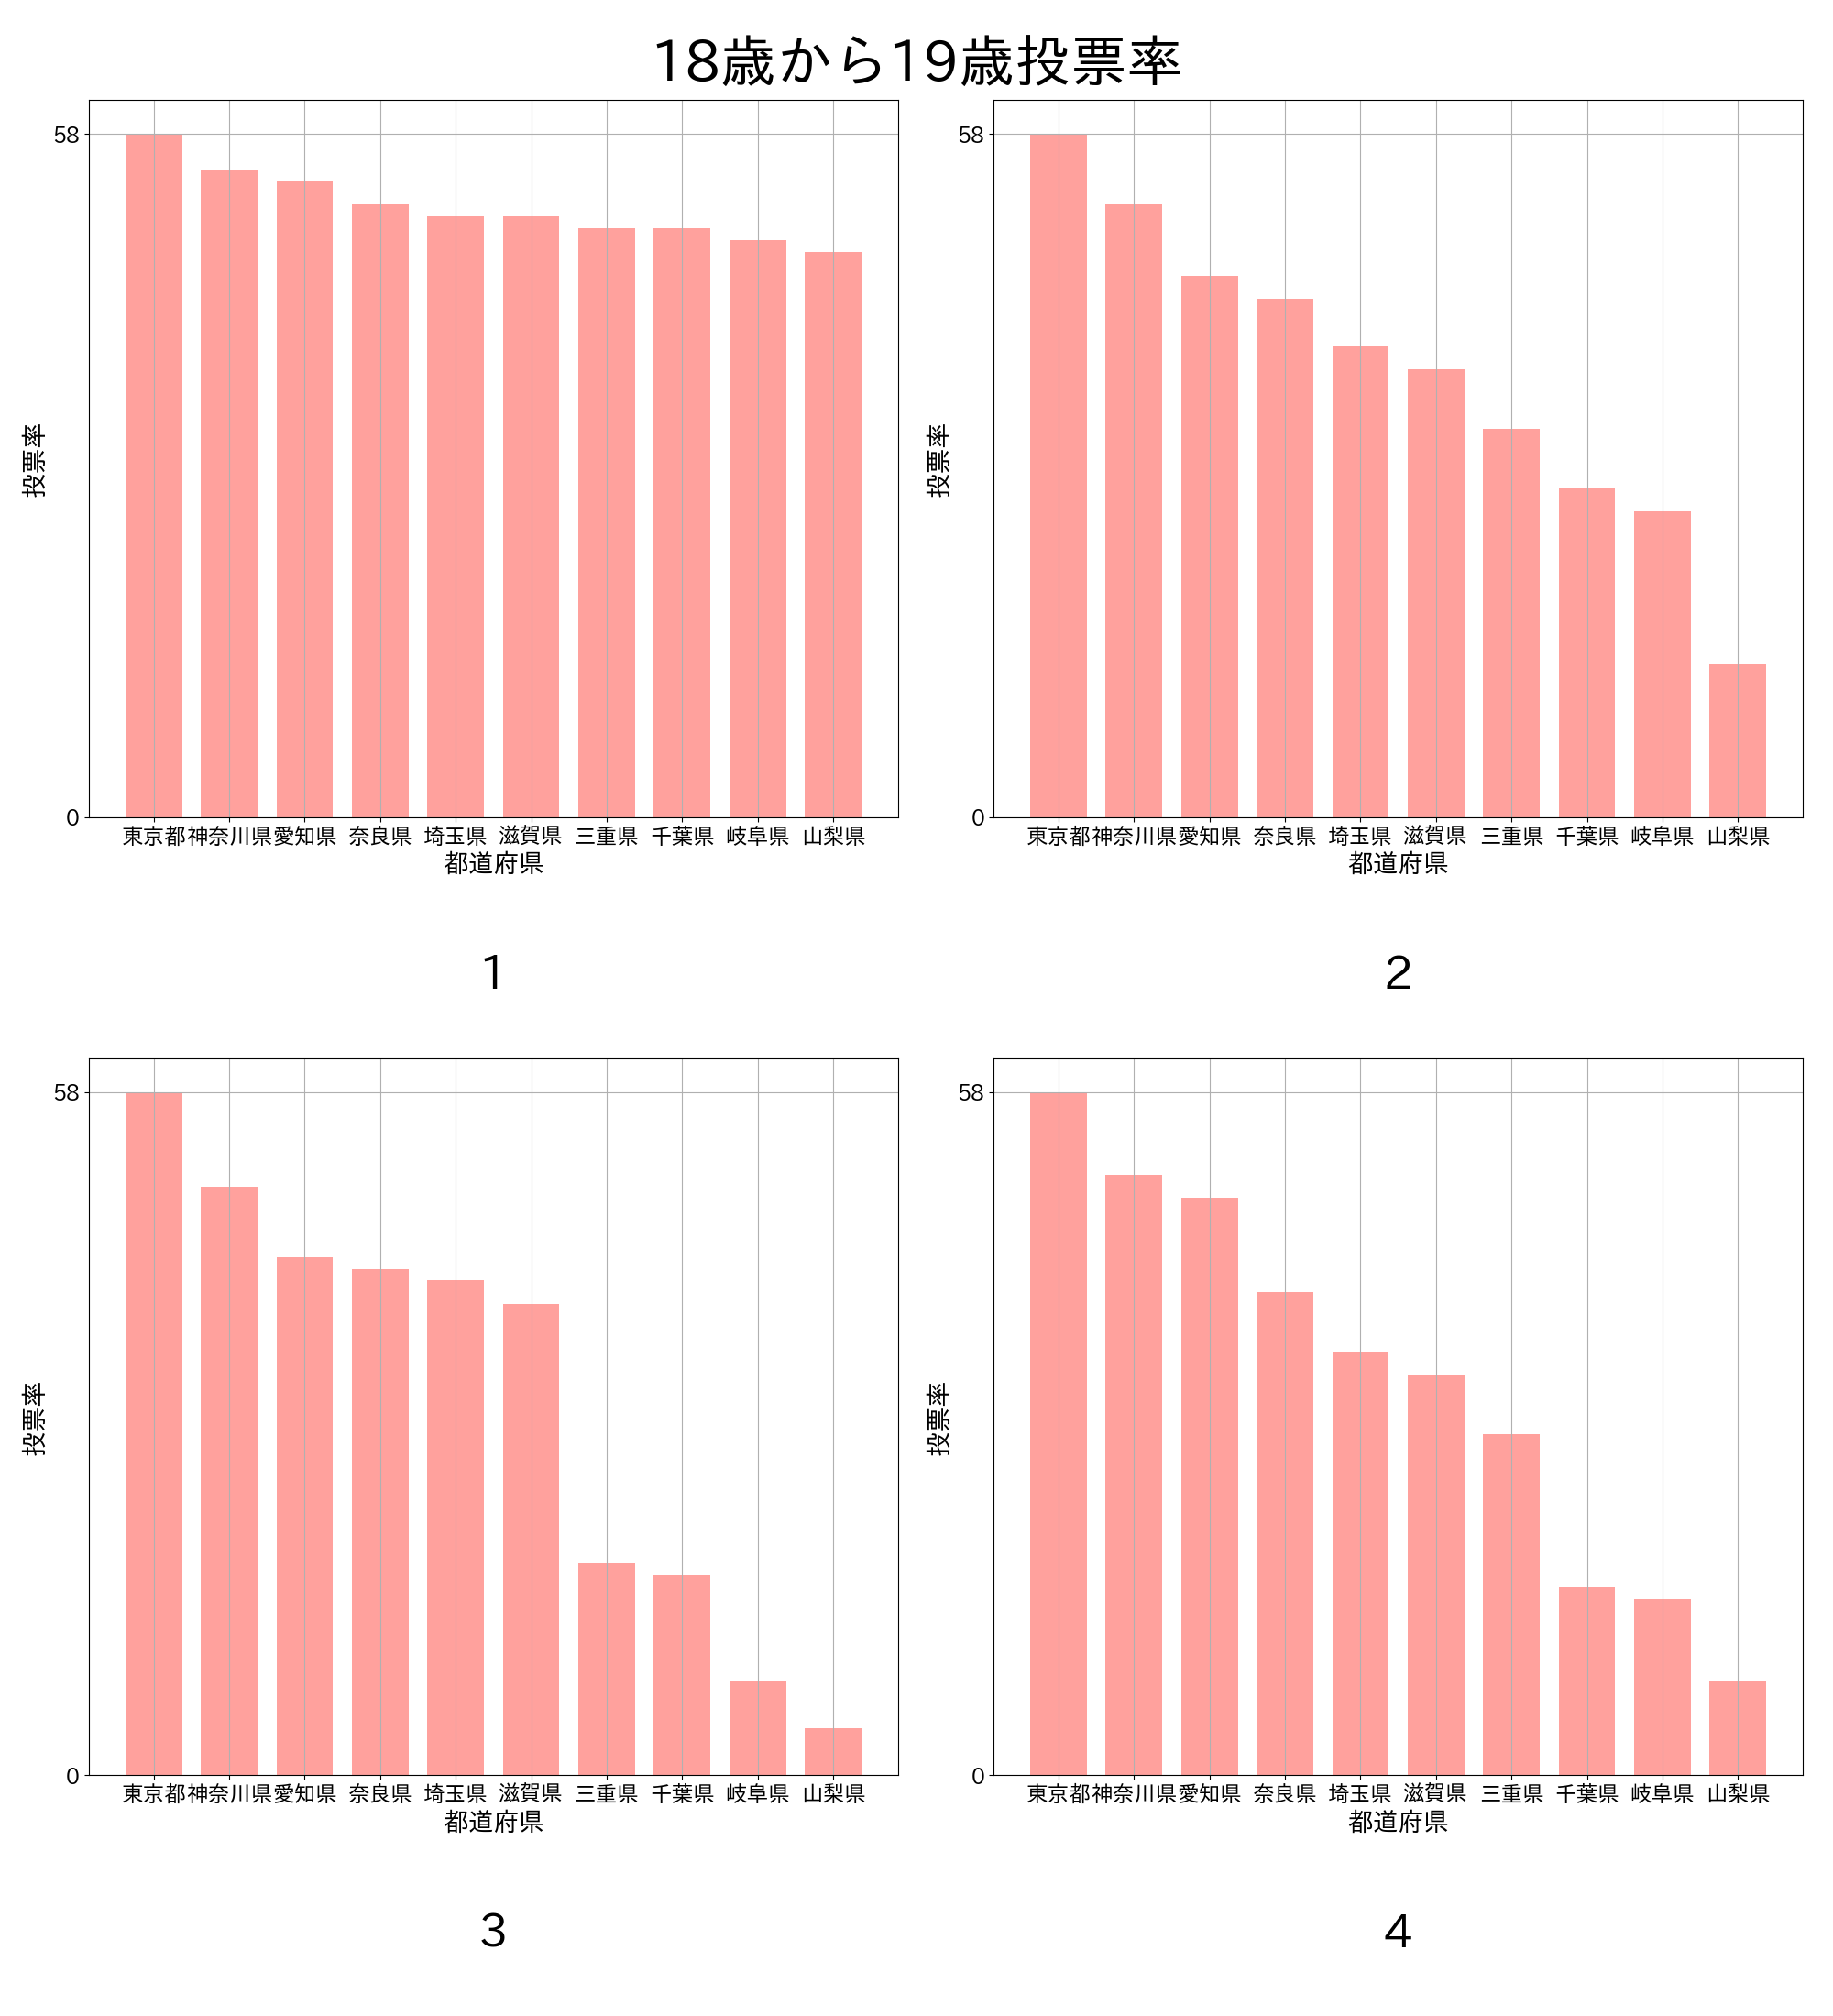 18歳から19歳投票率
58
0
投票率
東京都 神奈川県 愛知県 奈良県 埼玉県 滋賀県 三重県 千葉県 岐阜県 山梨県
都道府県
1
58
0
投票率
東京都 神奈川県 愛知県 奈良県 埼玉県 滋賀県 三重県 千葉県 岐阜県 山梨県
都道府県
2
58
0
投票率
東京都 神奈川県 愛知県 奈良県 埼玉県 滋賀県 三重県 千葉県 岐阜県 山梨県
都道府県
3
58
0
投票率
東京都 神奈川県 愛知県 奈良県 埼玉県 滋賀県 三重県 千葉県 岐阜県 山梨県
都道府県
4